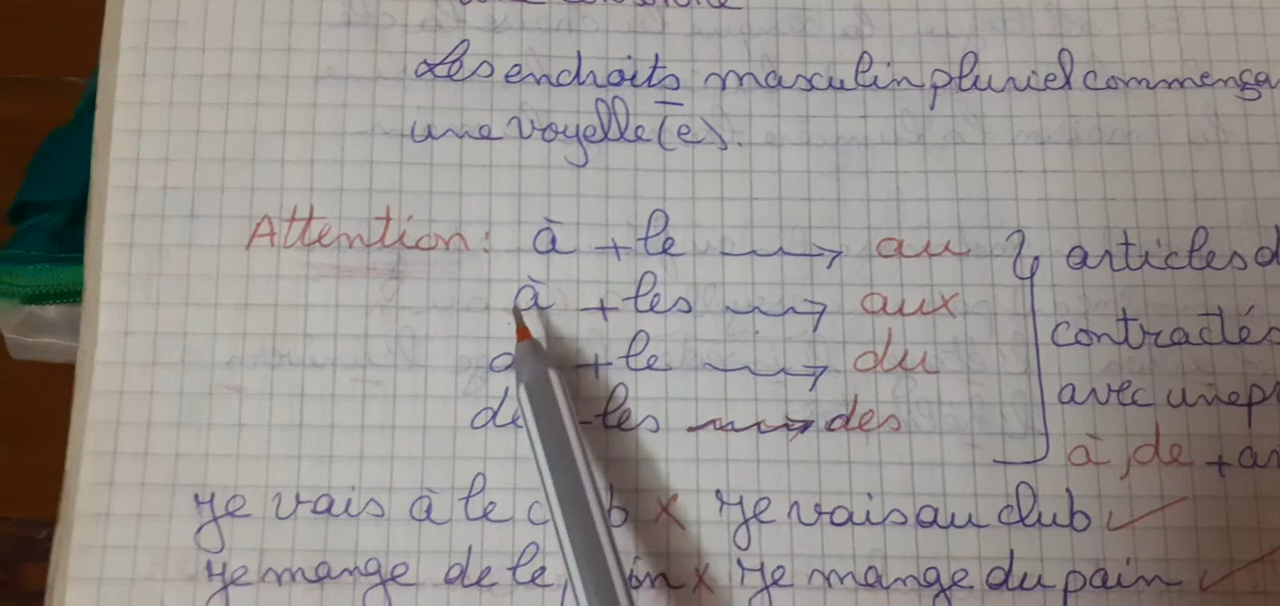 Les endroits masculin pluriel commença
une voyelle (e).
Attention: à + le → au } articles
à + les → aux contractés
+ le → du avec une
les → des à, de +
Je vais à le b x Je vais au club ✓
Je mange de le x Je mange du pain ✓